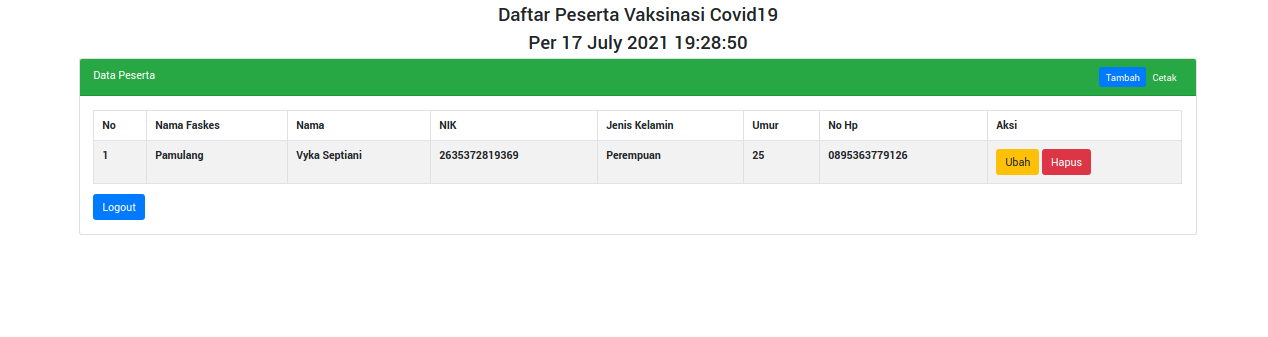 Daftar Peserta Vaksinasi Covid19
Per 17 July 2021 19:28:50
Data Peserta Tambah Cetak
No Nama Faskes Nama NIK Jenis Kelamin Umur No Hp Aksi
1 Pamulang Vyka Septiani 2635372819369 Perempuan 25 0895363779126 Ubah Hapus
Logout